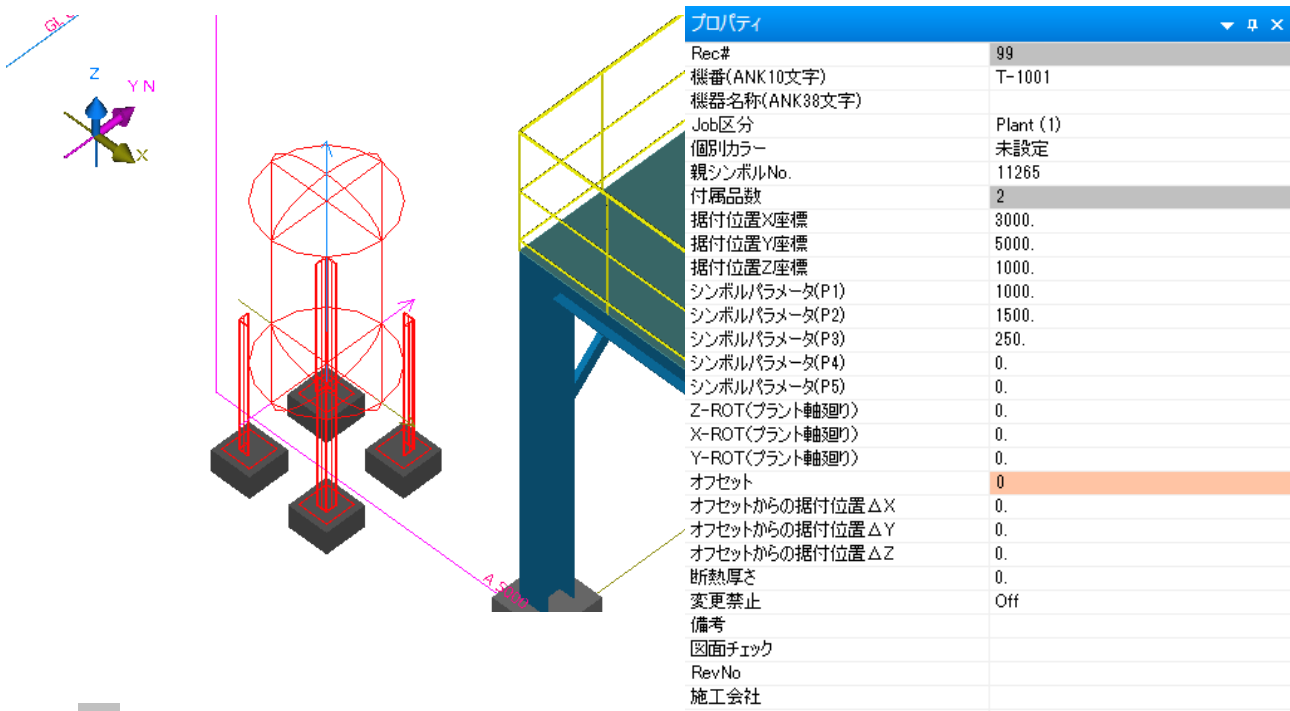 GL
Z
Y N
X
A 5000
プロパティ
Rec# 99
機番(ANK10文字) T-1001
機器名称(ANK38文字)
Job区分 Plant (1)
個別カラー 未設定
親シンボルNo. 11265
付属品数 2
据付位置X座標 3000.
据付位置Y座標 5000.
据付位置Z座標 1000.
シンボルパラメータ(P1) 1000.
シンボルパラメータ(P2) 1500.
シンボルパラメータ(P3) 250.
シンボルパラメータ(P4) 0.
シンボルパラメータ(P5) 0.
Z-ROT(プラント軸廻り) 0.
X-ROT(プラント軸廻り) 0.
Y-ROT(プラント軸廻り) 0.
オフセット 0
オフセットからの据付位置△X 0.
オフセットからの据付位置△Y 0.
オフセットからの据付位置△Z 0.
断熱厚さ 0.
変更禁止 Off
備考
図面チェック
RevNo
施工会社